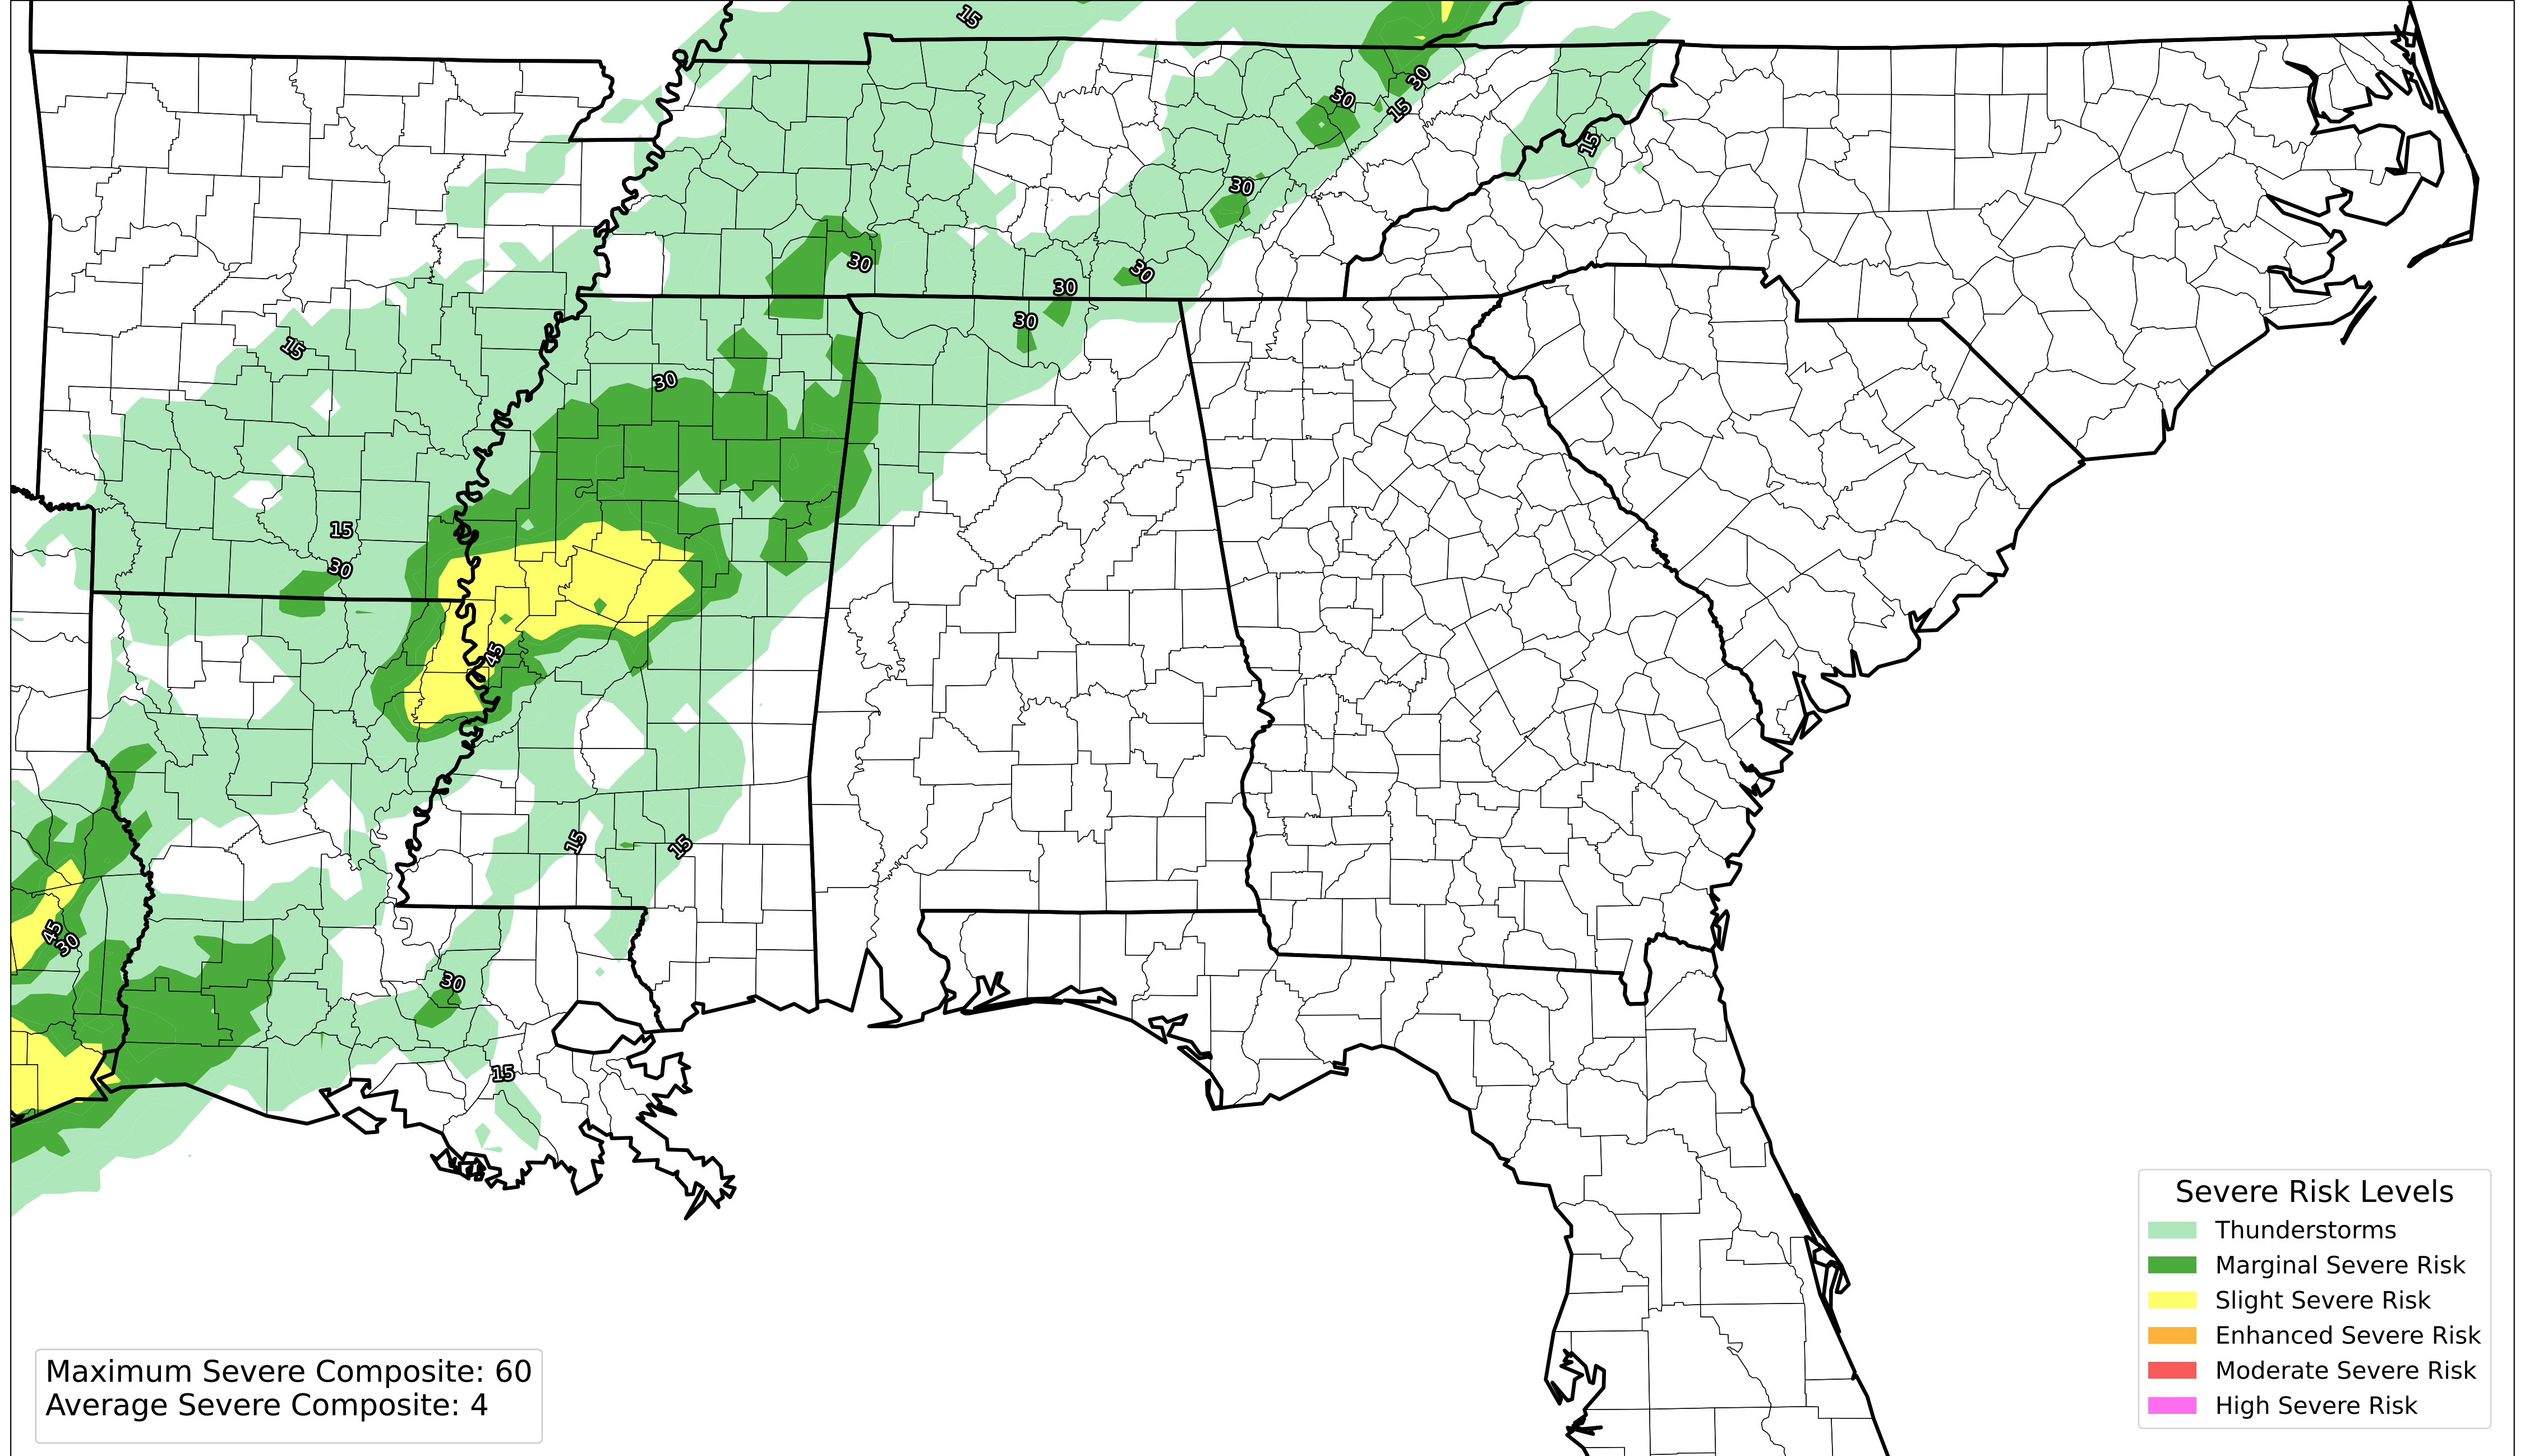 15
30
30
15
15
30
30
30
30
30
15
30
15
30
45
15
15
45
30
30
15
Severe Risk Levels
Thunderstorms
Marginal Severe Risk
Slight Severe Risk
Enhanced Severe Risk
Moderate Severe Risk
High Severe Risk
Maximum Severe Composite: 60
Average Severe Composite: 4